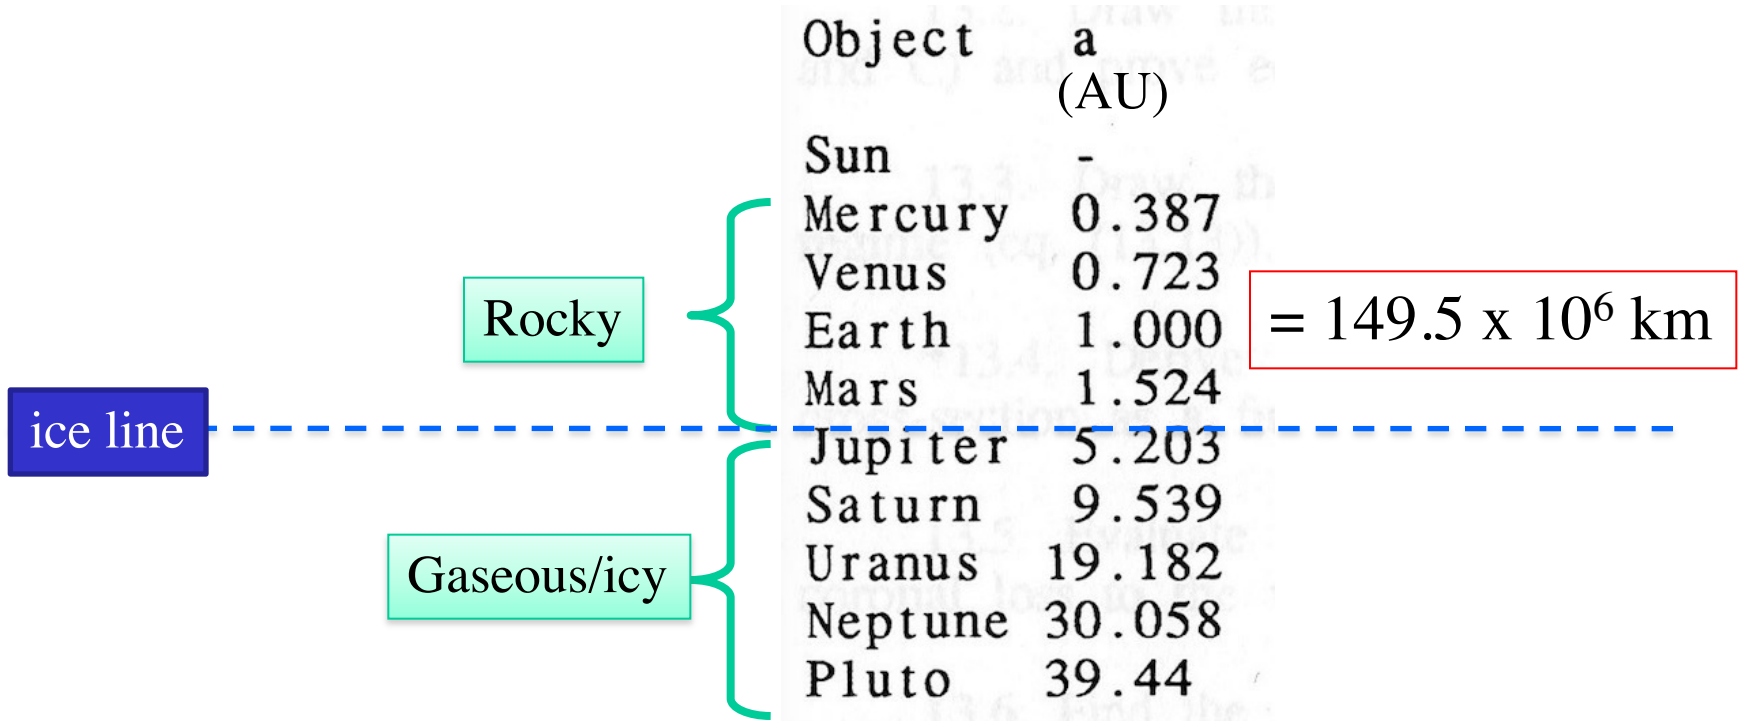 Object a
(AU)
Sun -
Mercury 0.387
Venus 0.723
Rocky
Earth 1.000 = 149.5 x 10⁶ km
Mars 1.524
ice line
Jupiter 5.203
Saturn 9.539
Gaseous/icy
Uranus 19.182
Neptune 30.058
Pluto 39.44